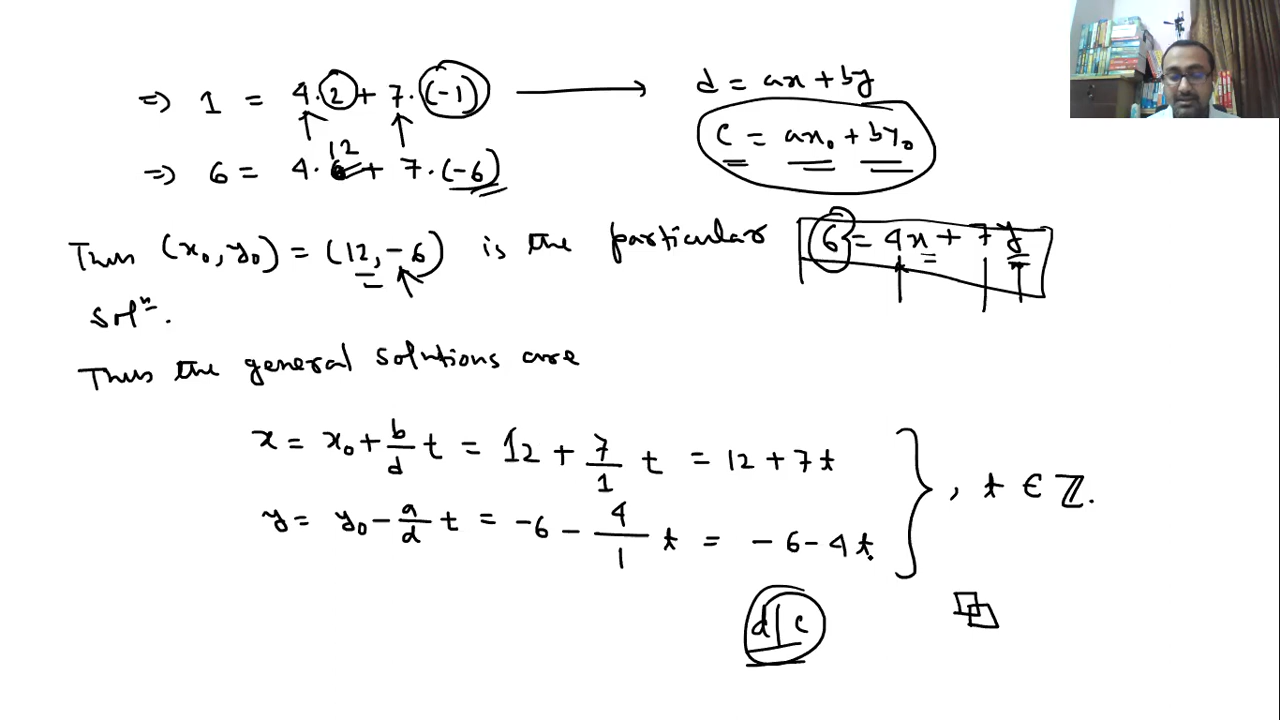 ⇒ 1 = 4.2 + 7.(-1) ⟶ d = ax + by
c = ax₀ + by₀
⇒ 6 = 4.12 + 7.(-6)
Thus (x₀, y₀) = (12, -6) is the particular 6 = 4x + 7y
solⁿ.
Thus the general solutions are
x = x₀ + b/d t = 12 + 7/1 t = 12 + 7t
y = y₀ - a/d t = -6 - 4/1 t = -6 - 4t } , t ∈ ℤ.
d|c